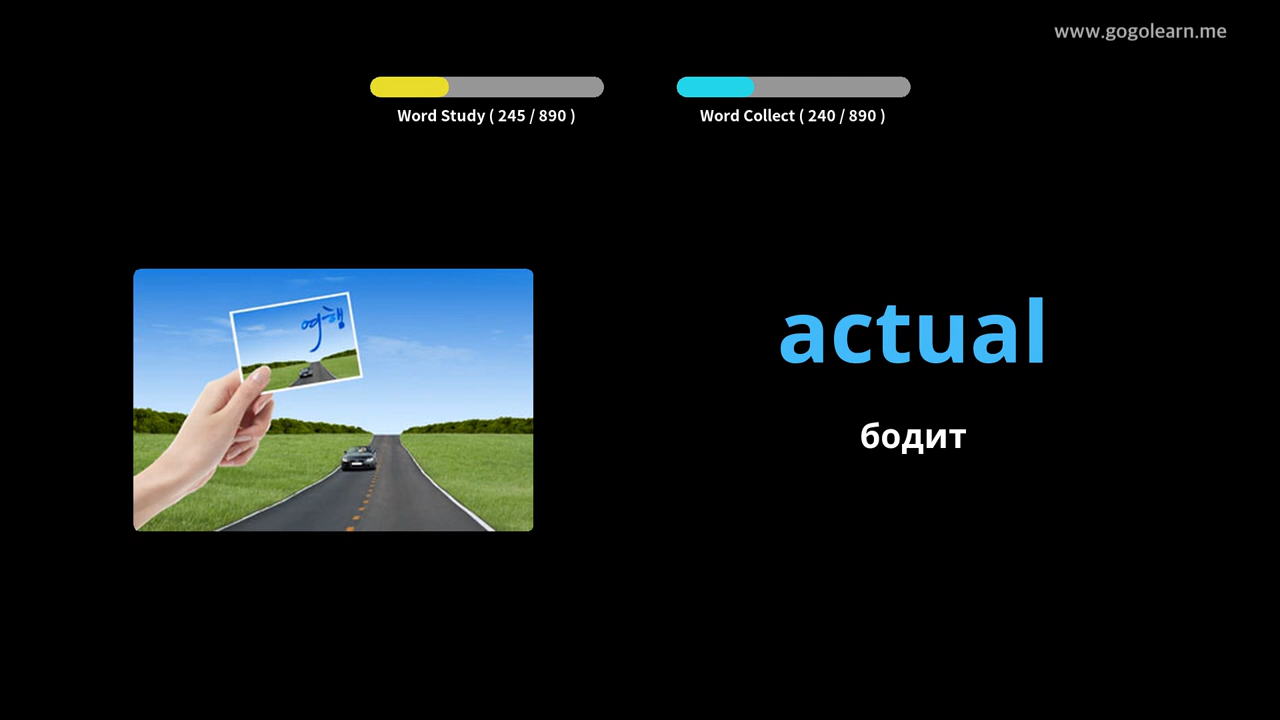 www.gogolearn.me
Word Study ( 245 / 890 )
Word Collect ( 240 / 890 )
여행
actual
бодит